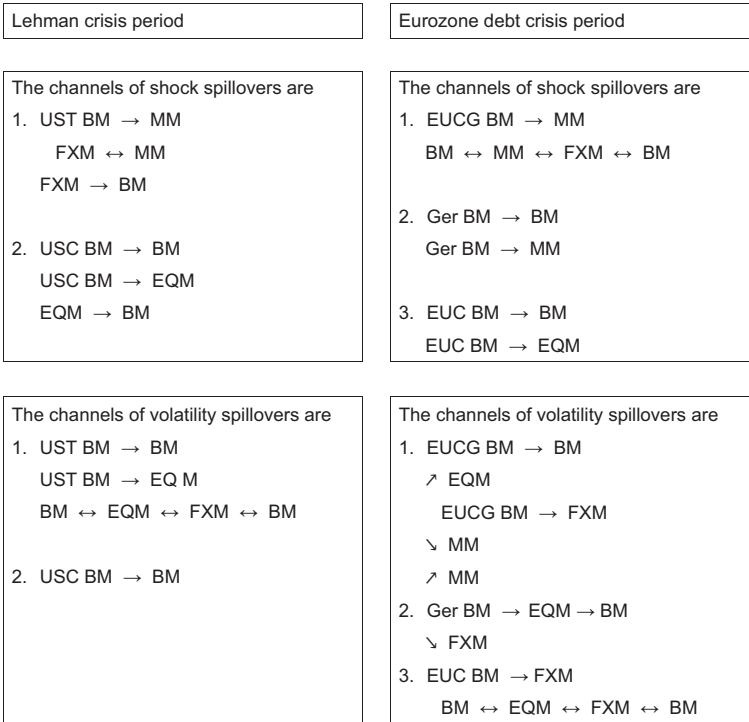 Lehman crisis period
Eurozone debt crisis period
The channels of shock spillovers are
1. UST BM → MM
FXM ↔ MM
FXM → BM
2. USC BM → BM
USC BM → EQM
EQM → BM
The channels of shock spillovers are
1. EUCG BM → MM
BM ↔ MM ↔ FXM ↔ BM
2. Ger BM → BM
Ger BM → MM
3. EUC BM → BM
EUC BM → EQM
The channels of volatility spillovers are
1. UST BM → BM
UST BM → EQ M
BM ↔ EQM ↔ FXM ↔ BM
2. USC BM → BM
The channels of volatility spillovers are
1. EUCG BM → BM
↗ EQM
EUCG BM → FXM
↘ MM
↗ MM
2. Ger BM → EQM → BM
↘ FXM
3. EUC BM → FXM
BM ↔ EQM ↔ FXM ↔ BM